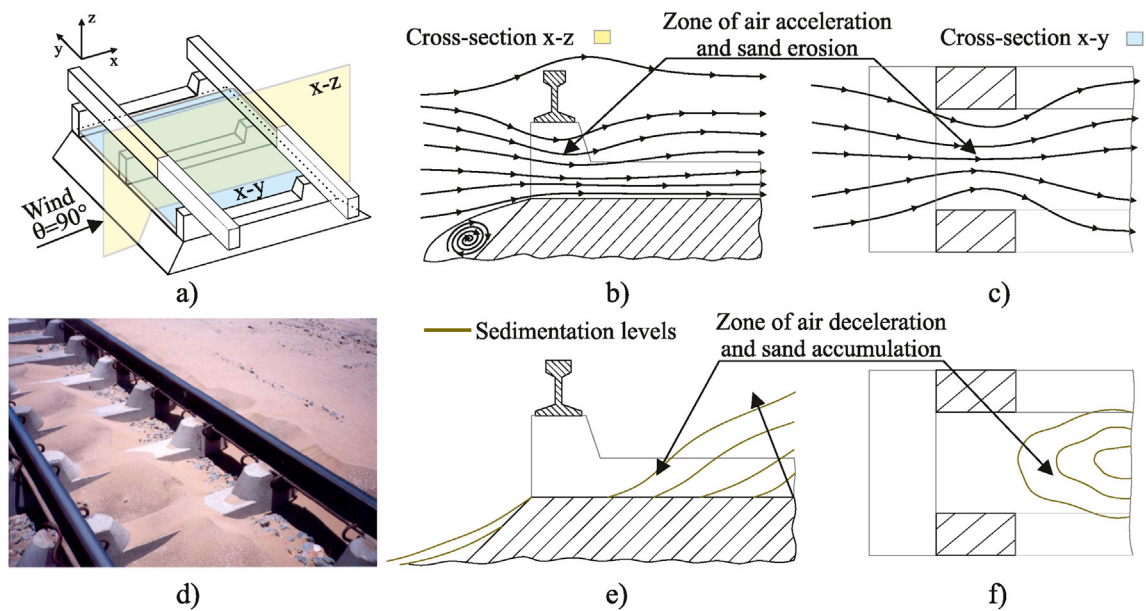 z
y
x
x-z
x-y
Wind
θ=90°
a)
Cross-section x-z
Zone of air acceleration
and sand erosion
Cross-section x-y
b)
c)
d)
Sedimentation levels
Zone of air deceleration
and sand accumulation
e)
f)